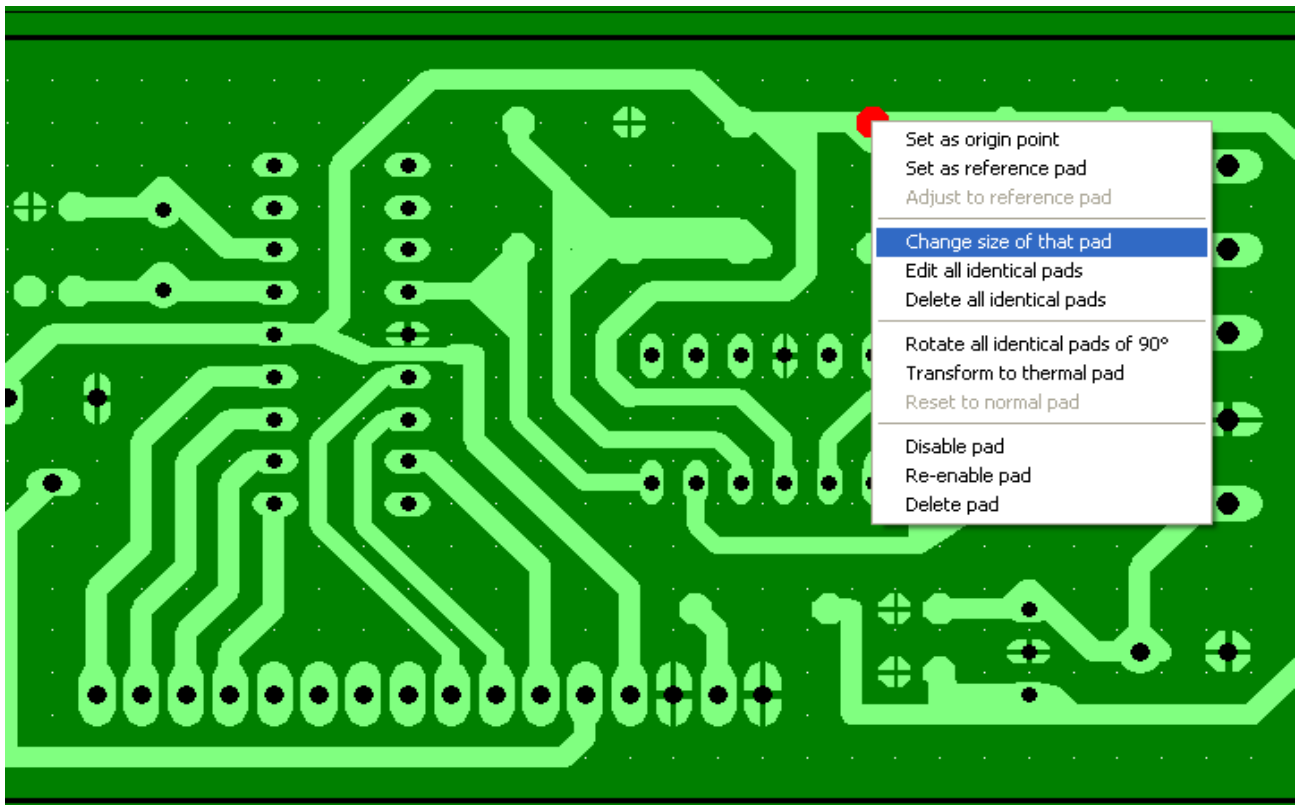 Set as origin point
Set as reference pad
Adjust to reference pad
Change size of that pad
Edit all identical pads
Delete all identical pads
Rotate all identical pads of 90°
Transform to thermal pad
Reset to normal pad
Disable pad
Re-enable pad
Delete pad